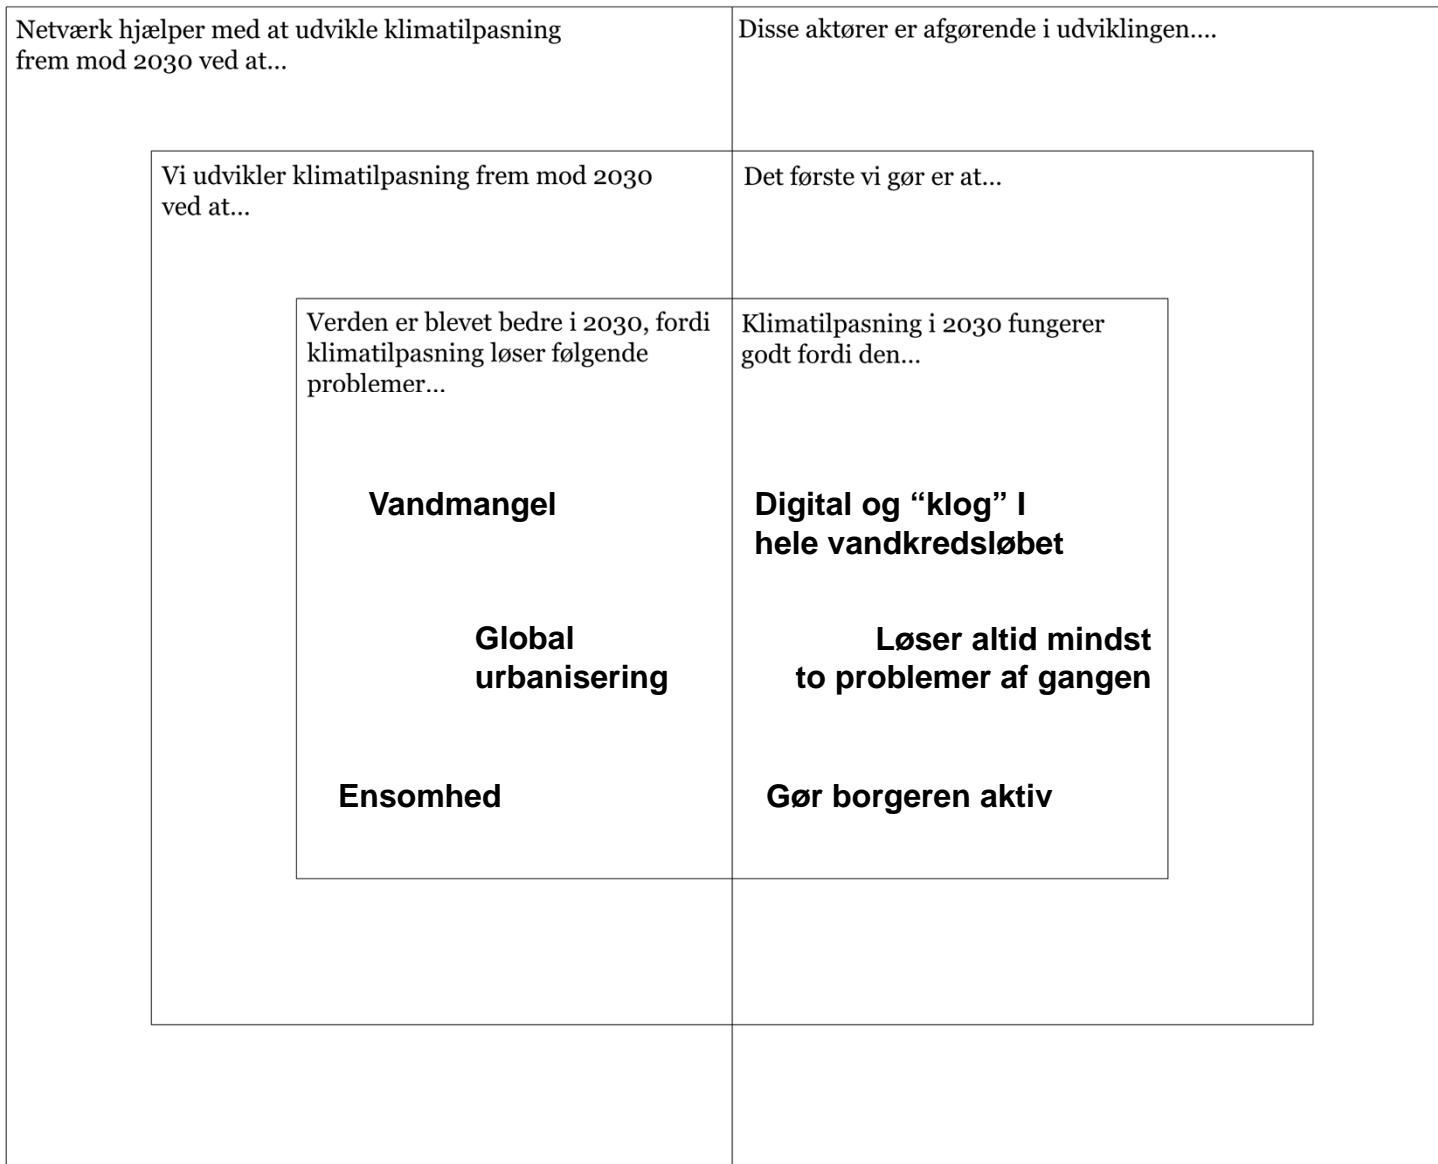 Netværk hjælper med at udvikle klimatilpasning
frem mod 2030 ved at...
Disse aktører er afgørende i udviklingen....
Vi udvikler klimatilpasning frem mod 2030
ved at...
Det første vi gør er at...
Verden er blevet bedre i 2030, fordi
klimatilpasning løser følgende
problemer...
Klimatilpasning i 2030 fungerer
godt fordi den...
Vandmangel
Digital og “klog” I
hele vandkredsløbet
Global
urbanisering
Løser altid mindst
to problemer af gangen
Ensomhed
Gør borgeren aktiv